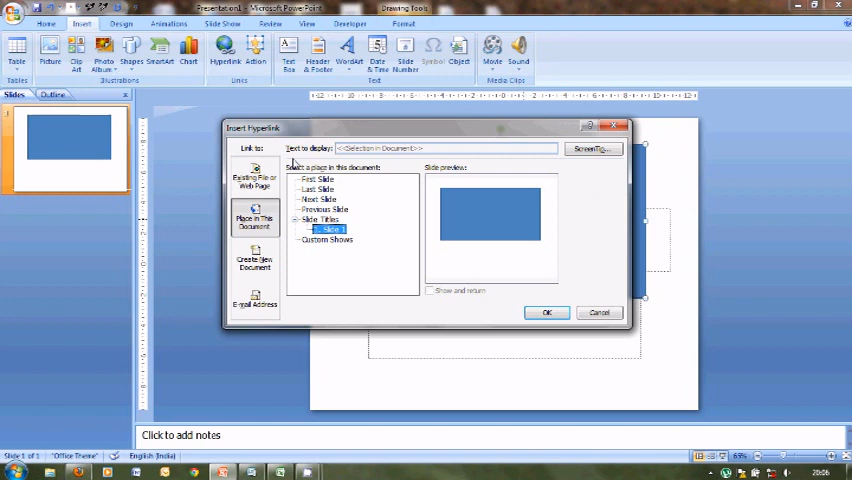 Presentation1 - Microsoft PowerPoint
Drawing Tools
Home Insert Design Animations Slide Show Review View Developer Format
Table Picture Clip Art Photo Album Shapes SmartArt Chart Hyperlink Action Text Box Header & Footer WordArt Date & Time Slide Number Symbol Object Movie Sound
Tables Illustrations Links Text Media Clips
Slides Outline
Insert Hyperlink
Link to: Text to display: <<Selection in Document>> ScreenTip...
Select a place in this document: Slide preview:
Existing File or Web Page
Place in This Document
Create New Document
E-mail Address
First Slide
Last Slide
Next Slide
Previous Slide
Slide Titles
1. Slide 1
Custom Shows
Show and return
OK Cancel
Click to add notes
Slide 1 of 1 "Office Theme" English (India) 65%
20:06